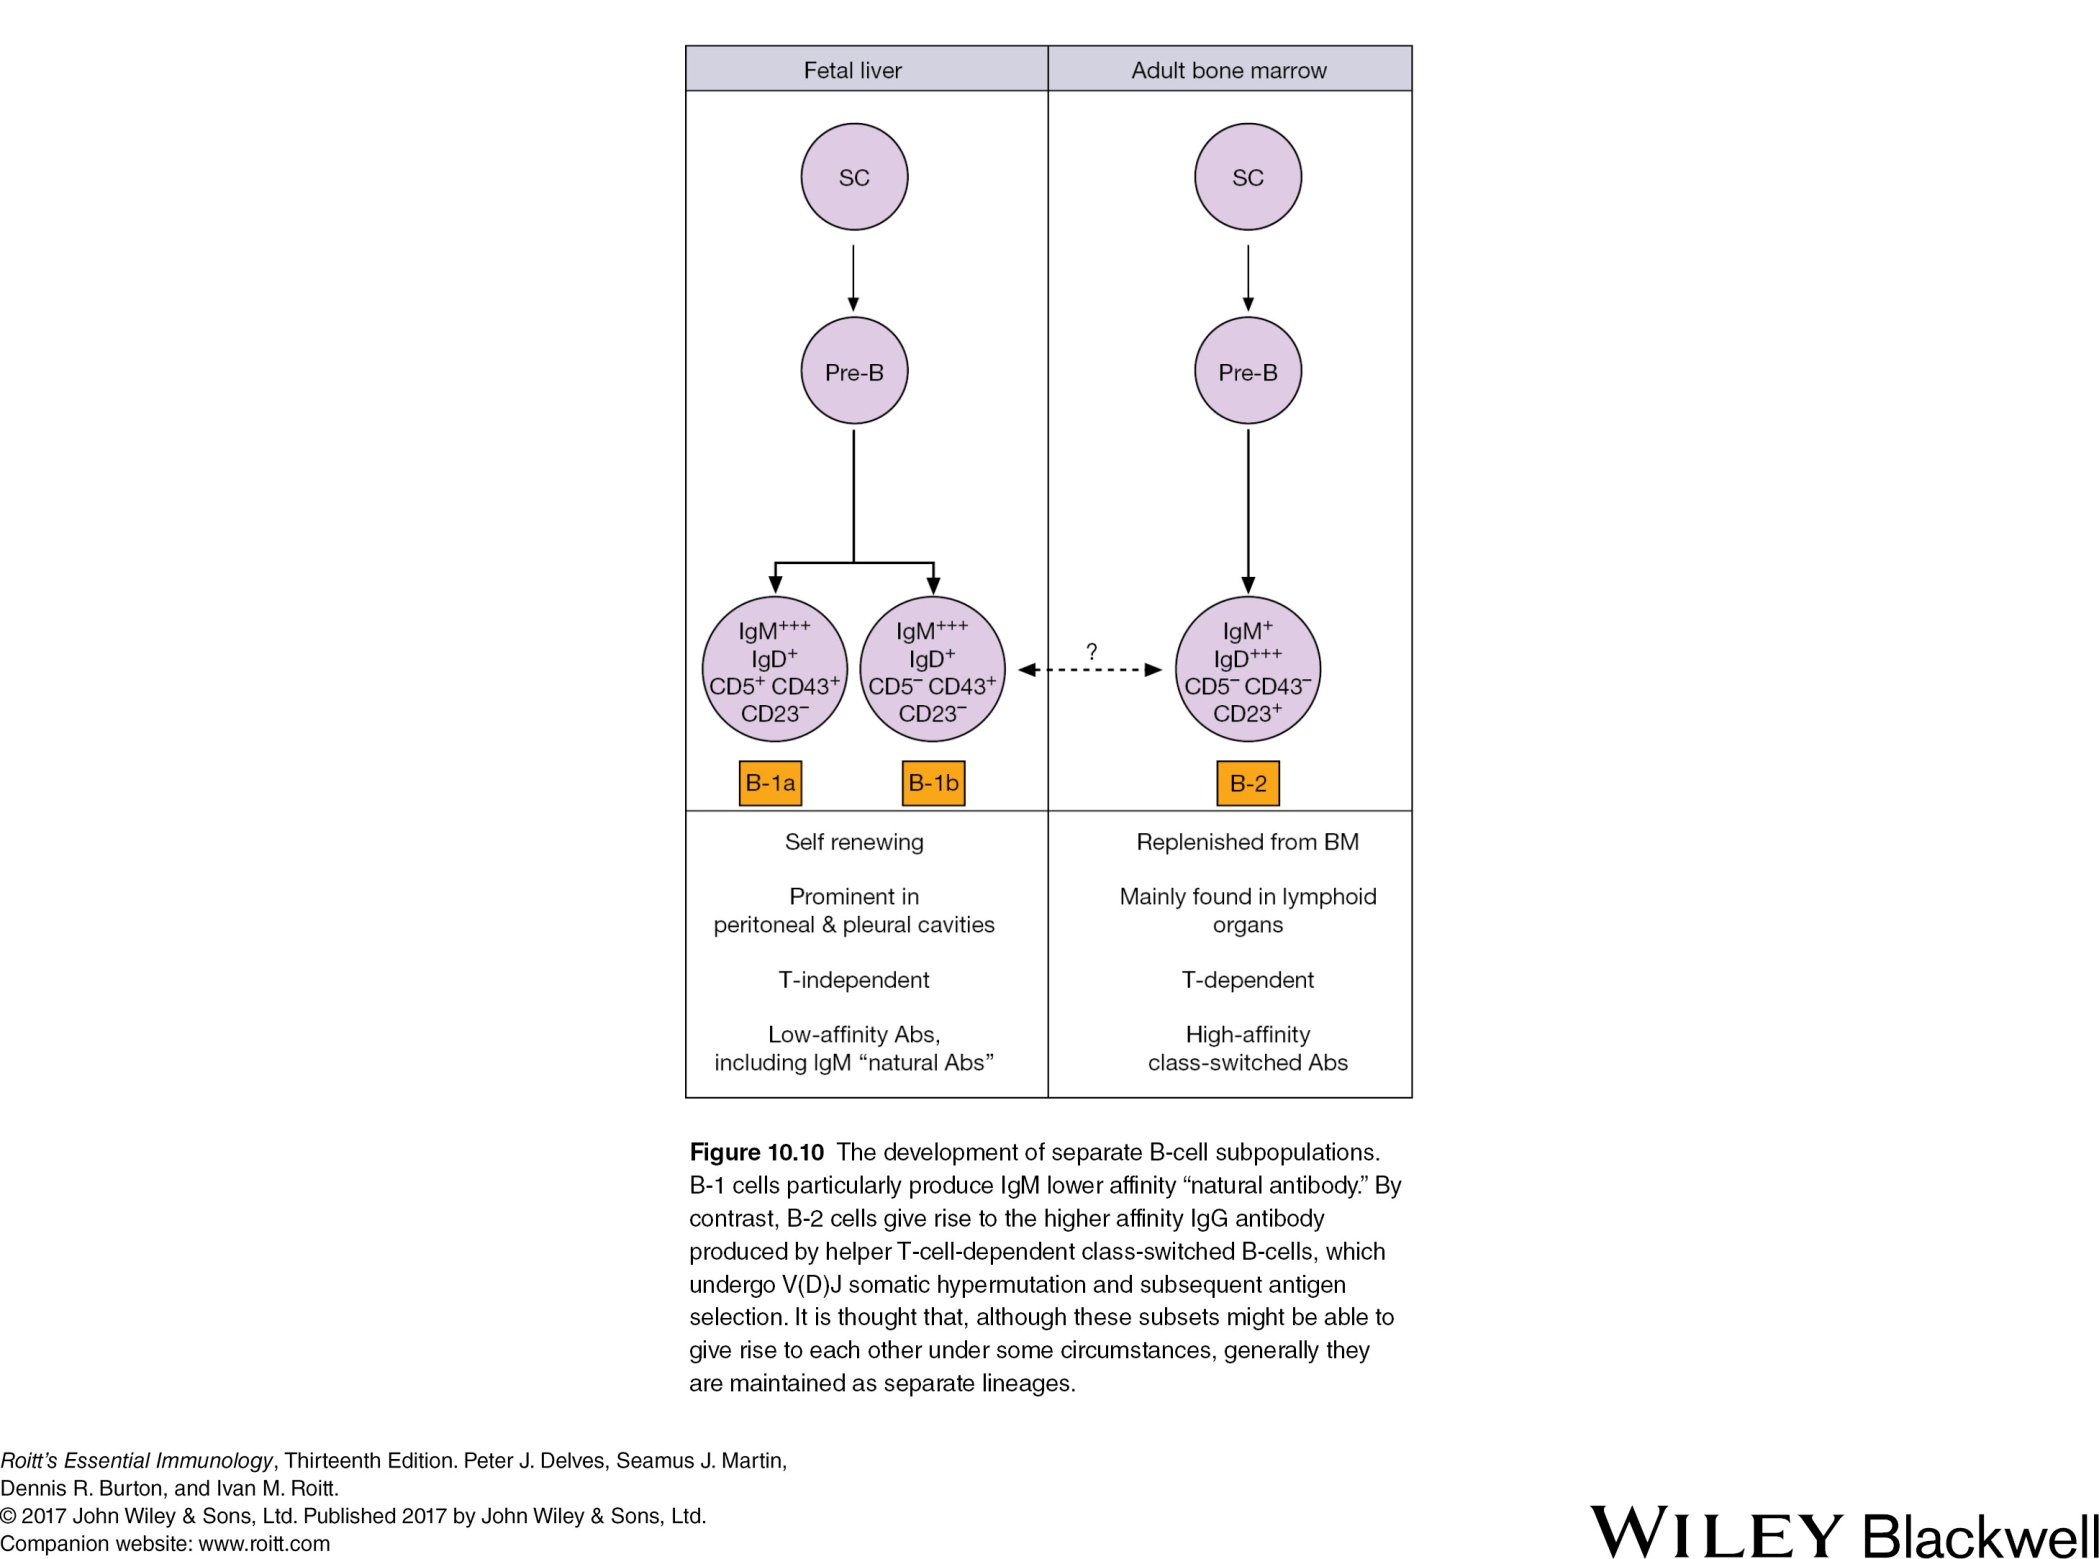 Fetal liver
Adult bone marrow
SC
SC
Pre-B
Pre-B
IgM+++
IgD+
CD5+ CD43+
CD23−
IgM+++
IgD+
CD5− CD43+
CD23−
?
IgM+
IgD+++
CD5− CD43−
CD23+
B-1a
B-1b
B-2
Self renewing
Prominent in
peritoneal & pleural cavities
T-independent
Low-affinity Abs,
including IgM “natural Abs”
Replenished from BM
Mainly found in lymphoid
organs
T-dependent
High-affinity
class-switched Abs
Figure 10.10 The development of separate B-cell subpopulations.
B-1 cells particularly produce IgM lower affinity “natural antibody.” By
contrast, B-2 cells give rise to the higher affinity IgG antibody
produced by helper T-cell-dependent class-switched B-cells, which
undergo V(D)J somatic hypermutation and subsequent antigen
selection. It is thought that, although these subsets might be able to
give rise to each other under some circumstances, generally they
are maintained as separate lineages.
Roitt’s Essential Immunology, Thirteenth Edition. Peter J. Delves, Seamus J. Martin,
Dennis R. Burton, and Ivan M. Roitt.
© 2017 John Wiley & Sons, Ltd. Published 2017 by John Wiley & Sons, Ltd.
Companion website: www.roitt.com
WILEY Blackwell